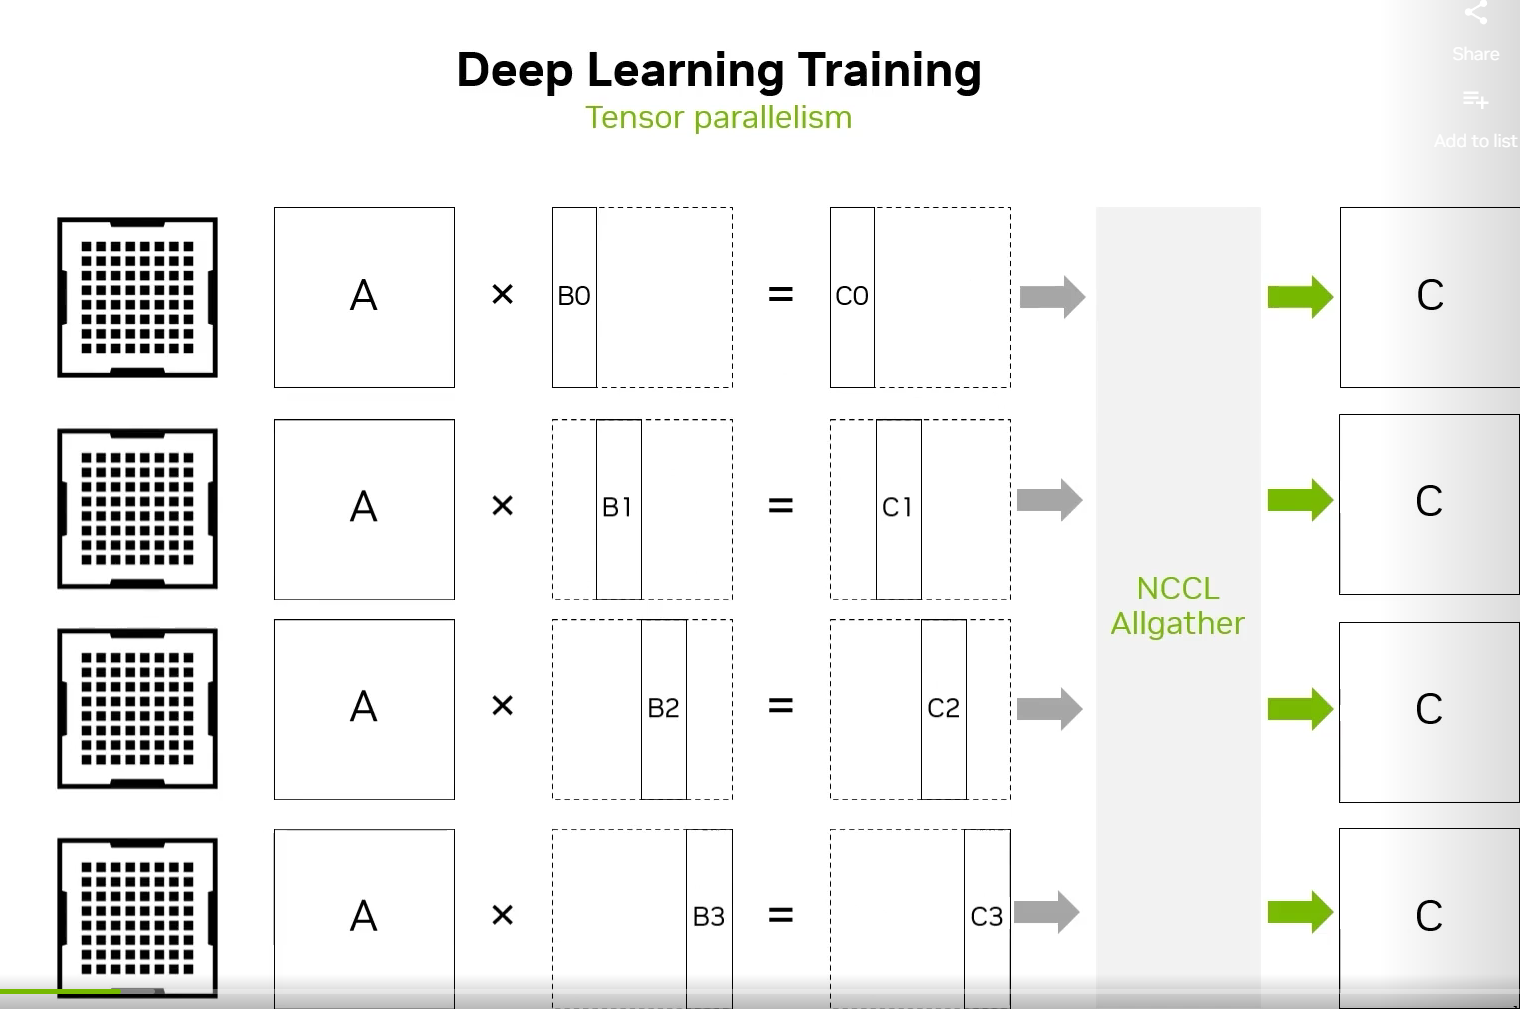 Deep Learning Training
Tensor parallelism
Share
Add to list
A × B0 = C0 C
A × B1 = C1 C
NCCL
Allgather
A × B2 = C2 C
A × B3 = C3 C